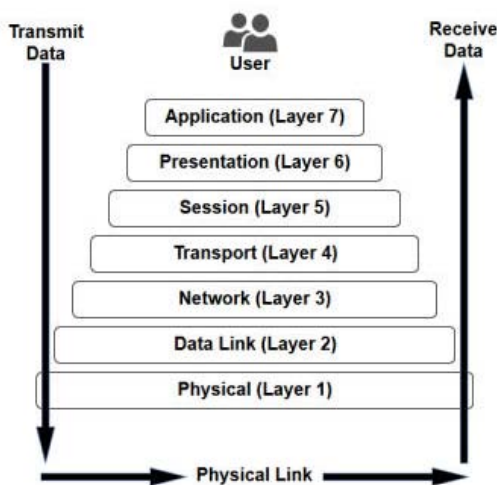 Transmit
Data
User
Receive
Data
Application (Layer 7)
Presentation (Layer 6)
Session (Layer 5)
Transport (Layer 4)
Network (Layer 3)
Data Link (Layer 2)
Physical (Layer 1)
Physical Link